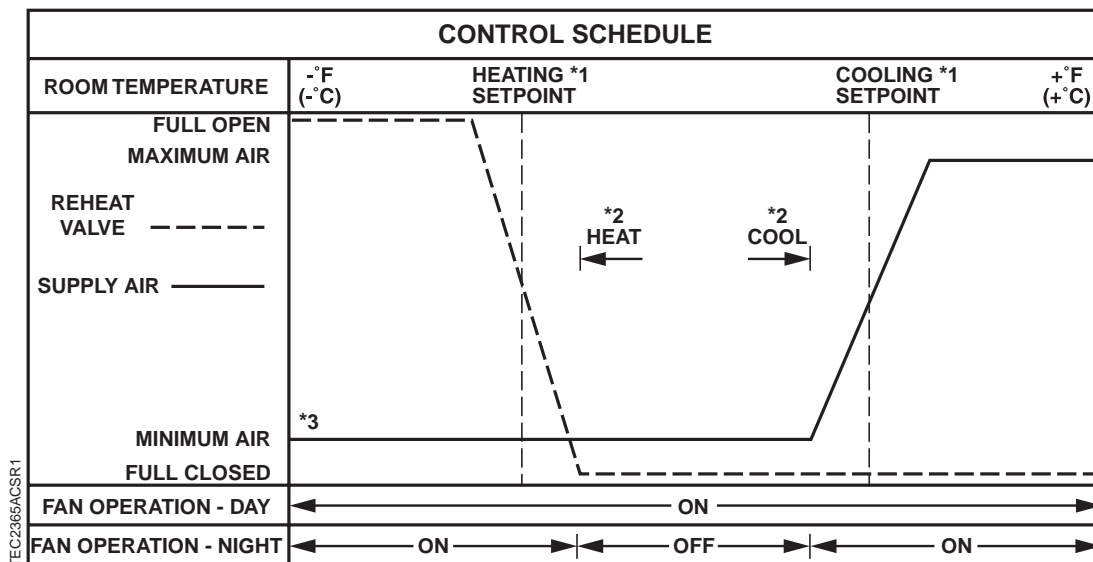 CONTROL SCHEDULE
ROOM TEMPERATURE
-°F
(-°C)
HEATING *1
SETPOINT
COOLING *1
SETPOINT
+°F
(+°C)
FULL OPEN
MAXIMUM AIR
REHEAT
VALVE
*2
HEAT
*2
COOL
SUPPLY AIR
*3
MINIMUM AIR
FULL CLOSED
FAN OPERATION - DAY
ON
FAN OPERATION - NIGHT
ON
OFF
ON
TEC2365ACSR1